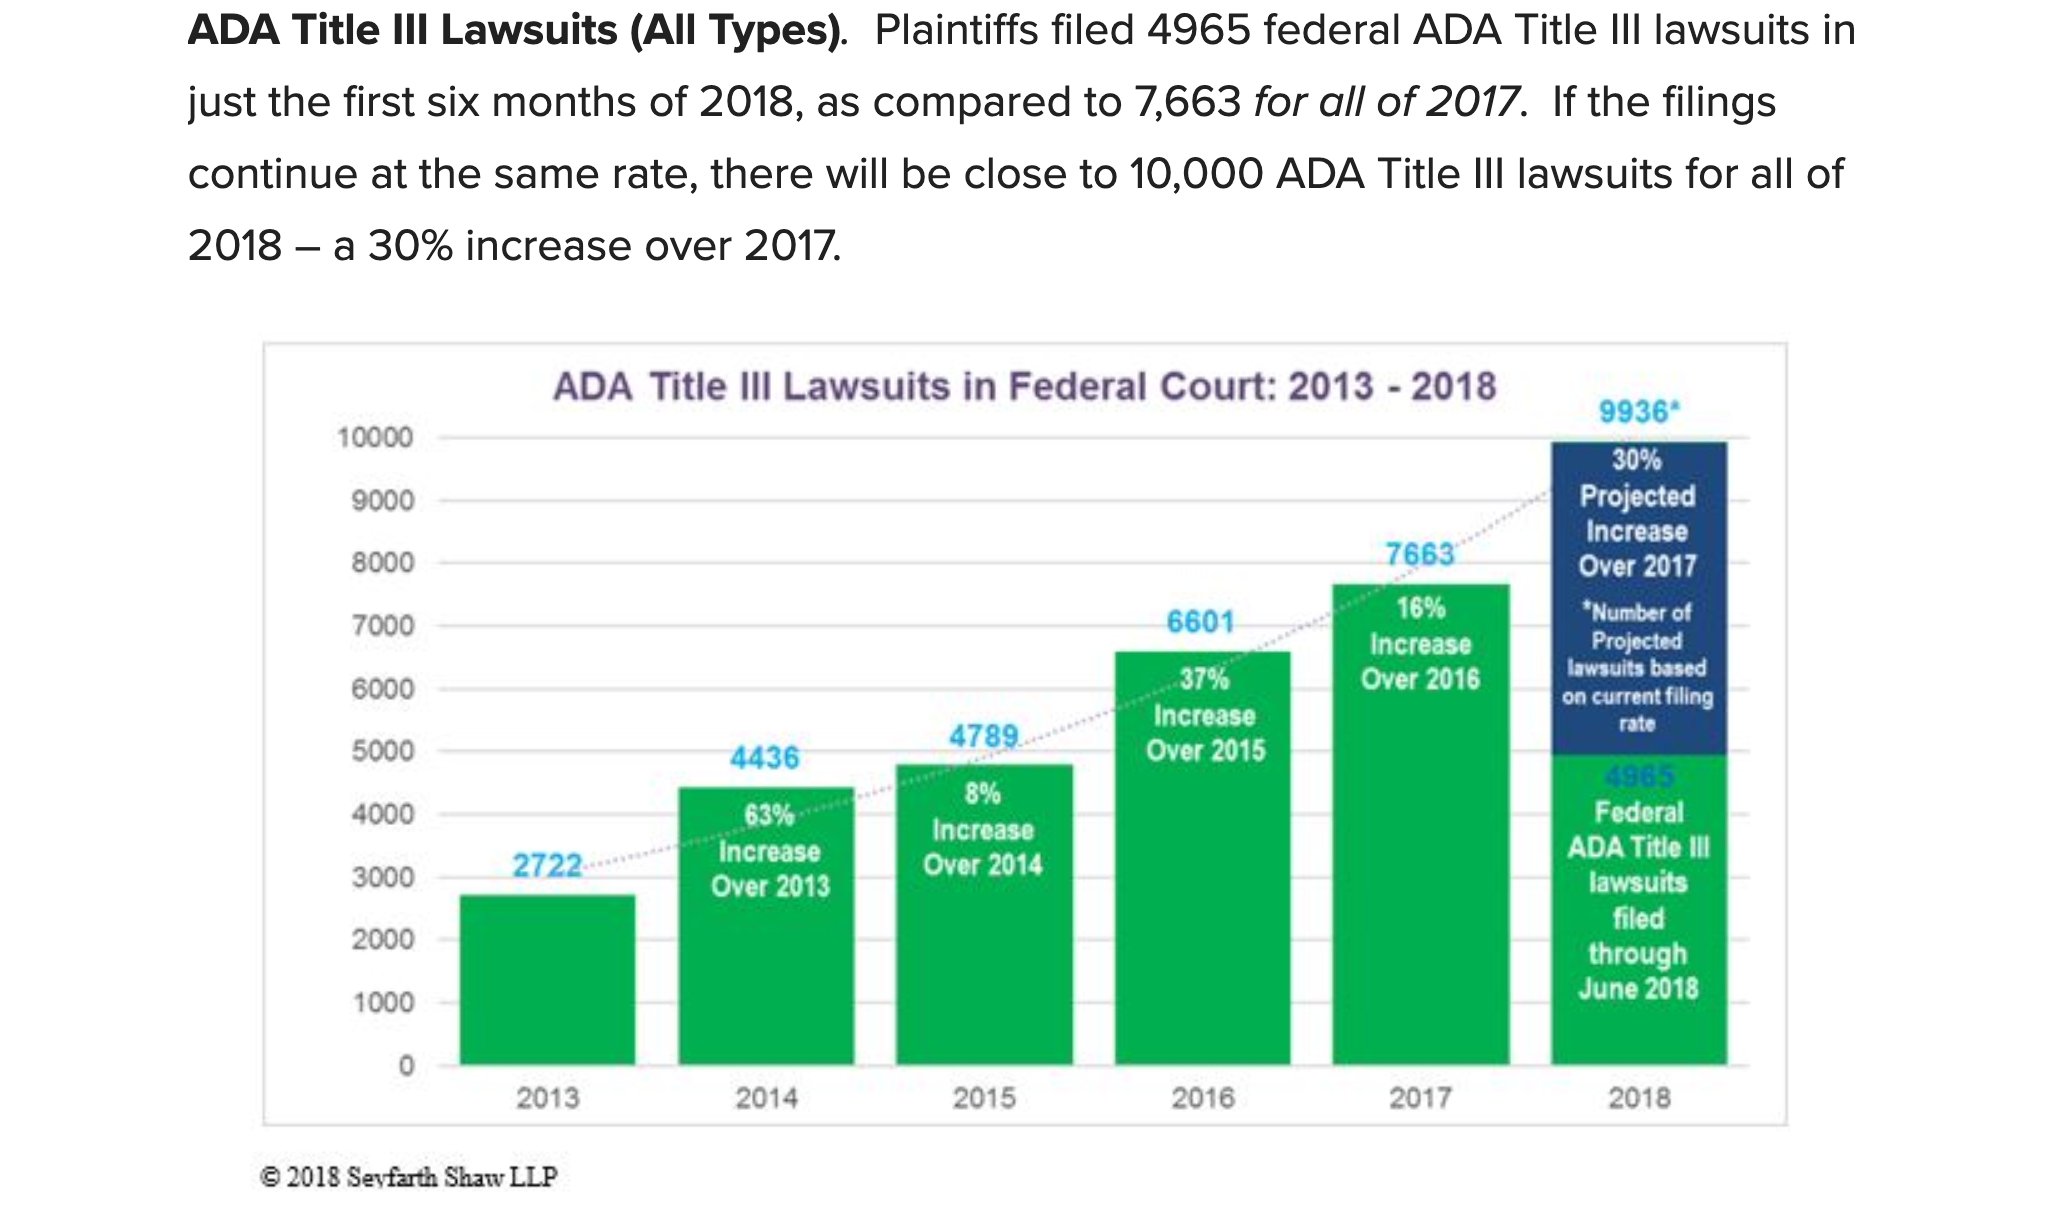 ADA Title III Lawsuits (All Types).  Plaintiffs filed 4965 federal ADA Title III lawsuits in
just the first six months of 2018, as compared to 7,663 for all of 2017.  If the filings
continue at the same rate, there will be close to 10,000 ADA Title III lawsuits for all of
2018 – a 30% increase over 2017.
ADA Title III Lawsuits in Federal Court: 2013 - 2018
10000
9000
8000
7000
6000
5000
4000
3000
2000
1000
0
2722
4436
63%
Increase
Over 2013
4789
8%
Increase
Over 2014
6601
37%
Increase
Over 2015
7663
16%
Increase
Over 2016
9936*
30%
Projected
Increase
Over 2017
*Number of
Projected
lawsuits based
on current filing
rate
4965
Federal
ADA Title III
lawsuits
filed
through
June 2018
2013
2014
2015
2016
2017
2018
© 2018 Seyfarth Shaw LLP